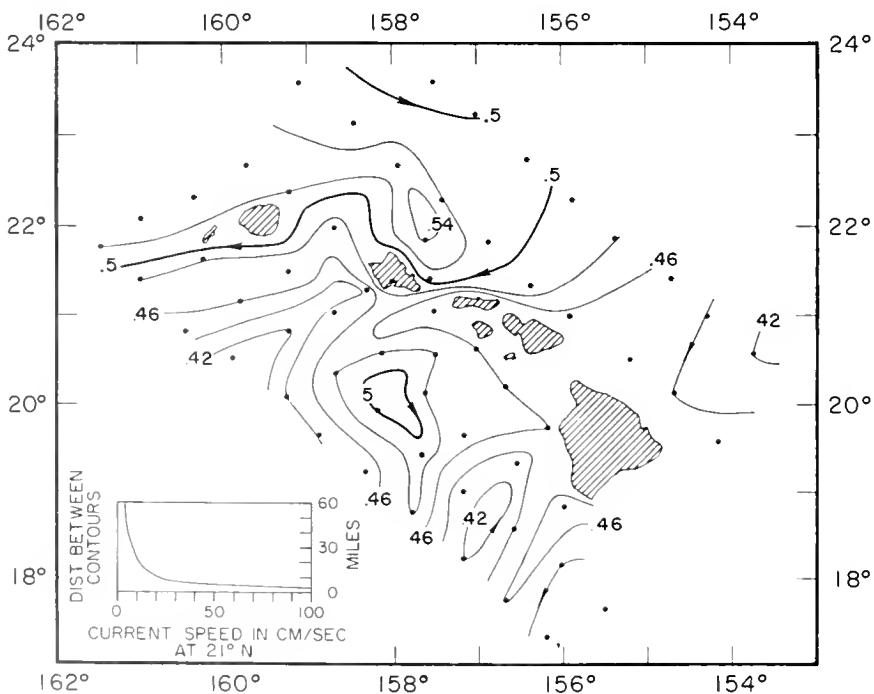 162° 160° 158° 156° 154°
24° 24°
.5
.5
.54
22° 22°
.5
.46
.46
.42
.42
20° 20°
.5
.46
.42
.46
.46
DIST BETWEEN
CONTOURS
60
30
0
MILES
18° 18°
0 50 100
CURRENT SPEED IN CM/SEC
AT 21° N
162° 160° 158° 156° 154°